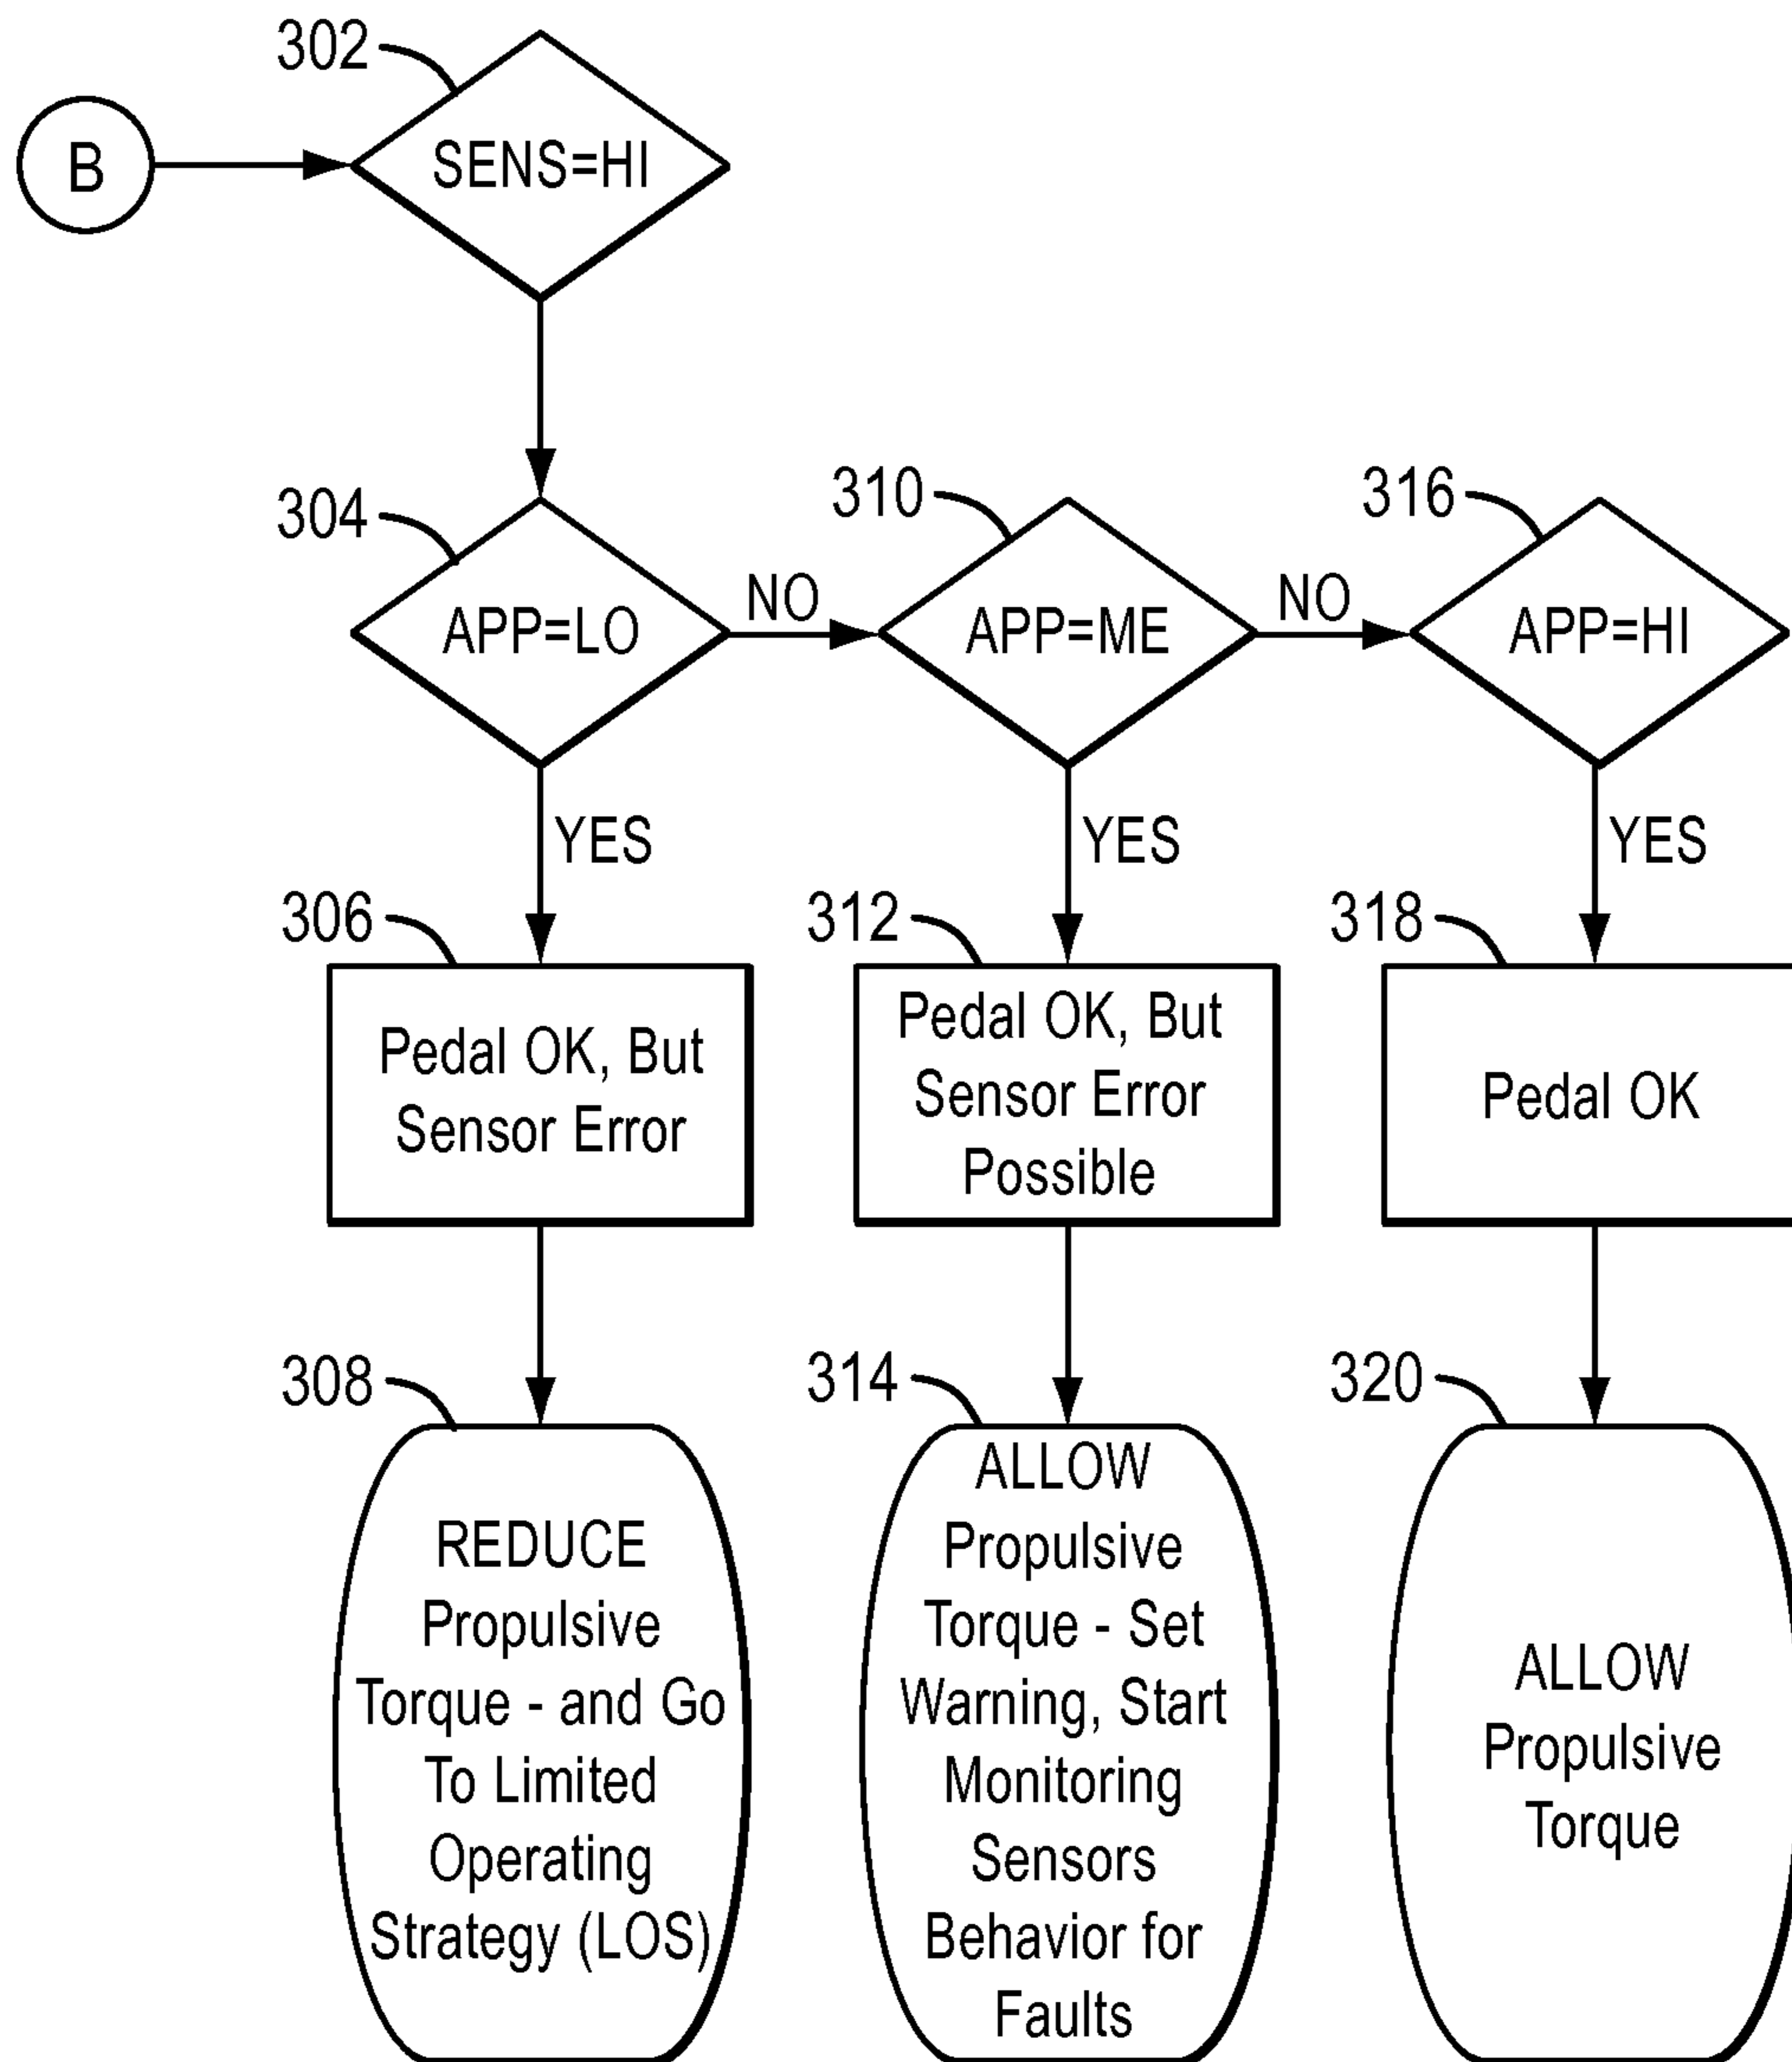 302
B
SENS=HI
304
310
316
APP=LO
NO
APP=ME
NO
APP=HI
YES
YES
YES
306
312
318
Pedal OK, But
Sensor Error
Pedal OK, But
Sensor Error
Possible
Pedal OK
308
314
320
REDUCE
Propulsive
Torque - and Go
To Limited
Operating
Strategy (LOS)
ALLOW
Propulsive
Torque - Set
Warning, Start
Monitoring
Sensors
Behavior for
Faults
ALLOW
Propulsive
Torque